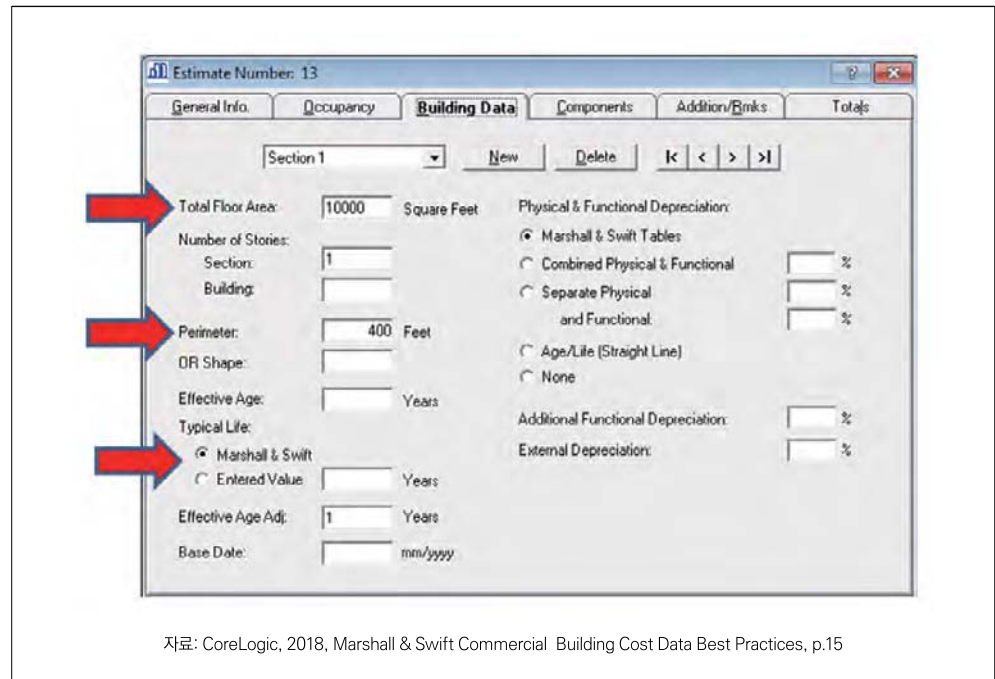 Estimate Number: 13
General Info. Occupancy Building Data Components Addition/Rmks Totals
Section 1 New Delete |< < > >|
Total Floor Area: 10000 Square Feet
Number of Stories:
Section: 1
Building:
Perimeter: 400 Feet
OR Shape:
Effective Age: Years
Typical Life:
Marshall & Swift
Entered Value Years
Effective Age Adj: 1 Years
Base Date: mm/yyyy
Physical & Functional Depreciation:
Marshall & Swift Tables
Combined Physical & Functional %
Separate Physical %
and Functional: %
Age/Life (Straight Line)
None
Additional Functional Depreciation: %
External Depreciation: %
자료: CoreLogic, 2018, Marshall & Swift Commercial Building Cost Data Best Practices, p.15